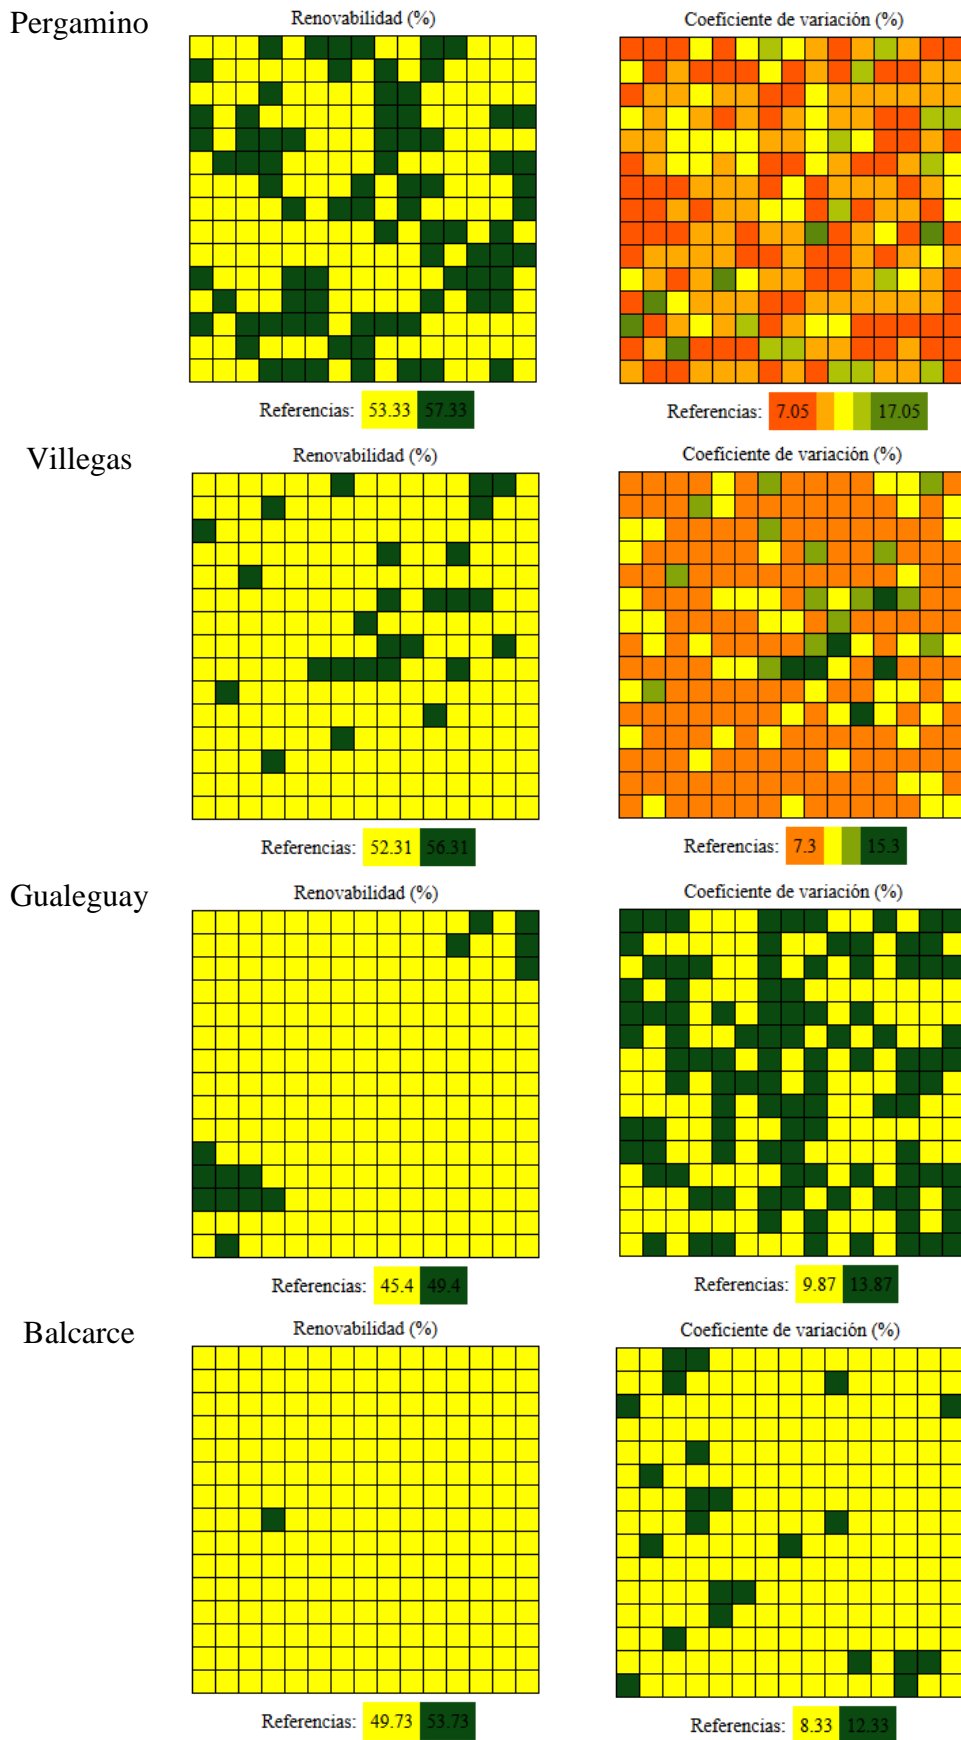 Pergamino
Renovabilidad (%)
Coeficiente de variación (%)
Referencias: 53.33 57.33
Referencias: 7.05 17.05
Villegas
Renovabilidad (%)
Coeficiente de variación (%)
Referencias: 52.31 56.31
Referencias: 7.3 15.3
Gualeguay
Renovabilidad (%)
Coeficiente de variación (%)
Referencias: 45.4 49.4
Referencias: 9.87 13.87
Balcarce
Renovabilidad (%)
Coeficiente de variación (%)
Referencias: 49.73 53.73
Referencias: 8.33 12.33